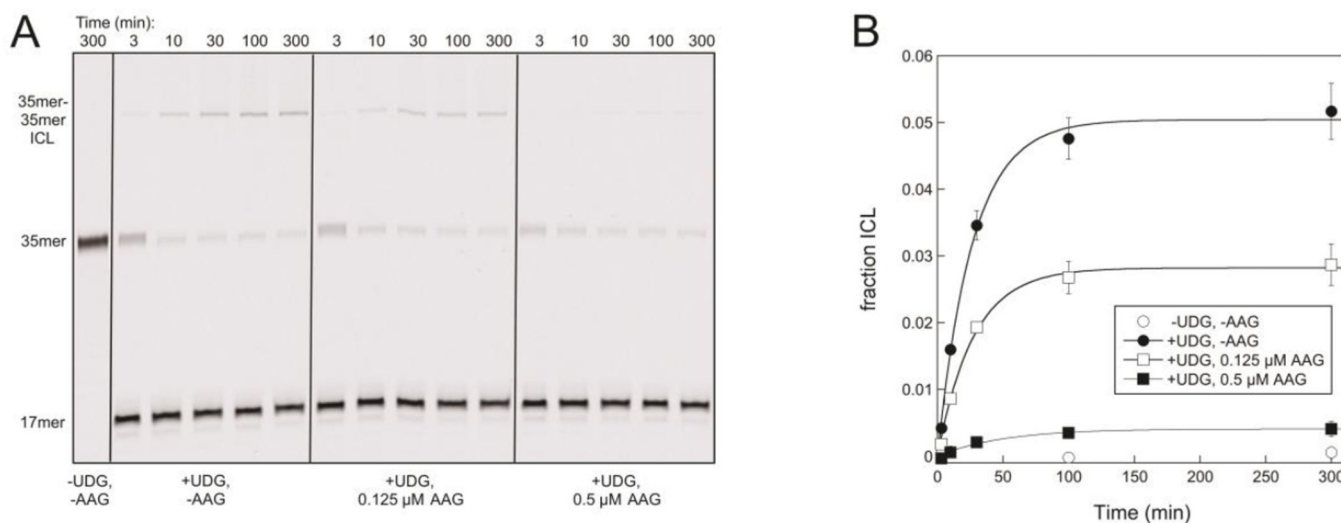 A
Time (min):
300 3 10 30 100 300 3 10 30 100 300 3 10 30 100 300
35mer-
35mer
ICL
35mer
17mer
-UDG,
-AAG
+UDG,
-AAG
+UDG,
0.125 µM AAG
+UDG,
0.5 µM AAG
B
fraction ICL
0.06
0.05
0.04
0.03
0.02
0.01
0
-UDG, -AAG
+UDG, -AAG
+UDG, 0.125 µM AAG
+UDG, 0.5 µM AAG
0 50 100 150 200 250 300
Time (min)